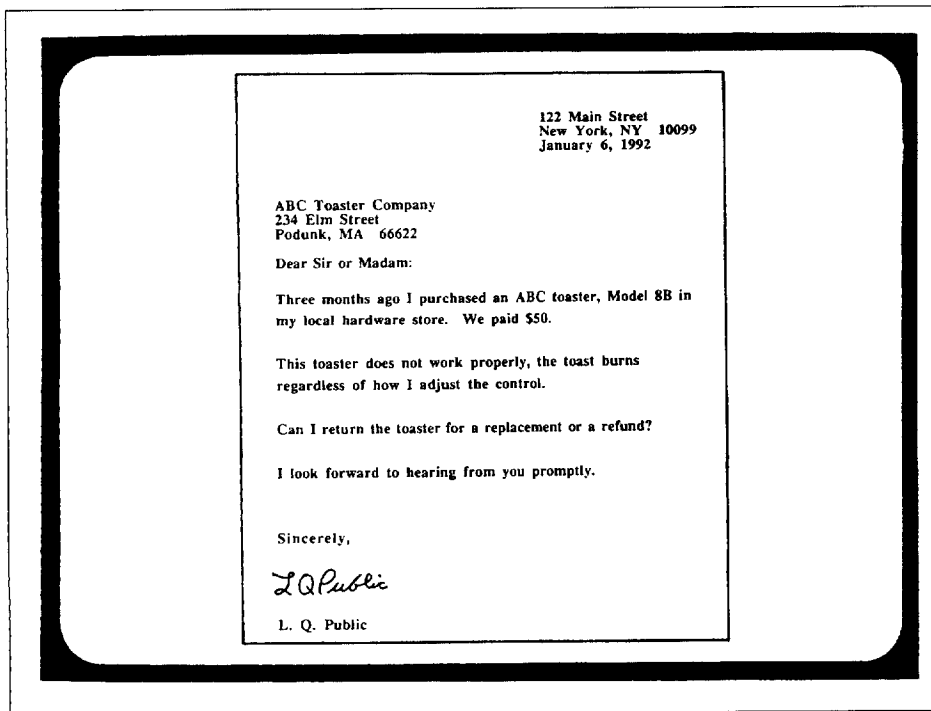 122 Main Street
New York, NY 10099
January 6, 1992
ABC Toaster Company
234 Elm Street
Podunk, MA 66622
Dear Sir or Madam:
Three months ago I purchased an ABC toaster, Model 8B in
my local hardware store. We paid $50.
This toaster does not work properly, the toast burns
regardless of how I adjust the control.
Can I return the toaster for a replacement or a refund?
I look forward to hearing from you promptly.
Sincerely,
L Q Public
L. Q. Public